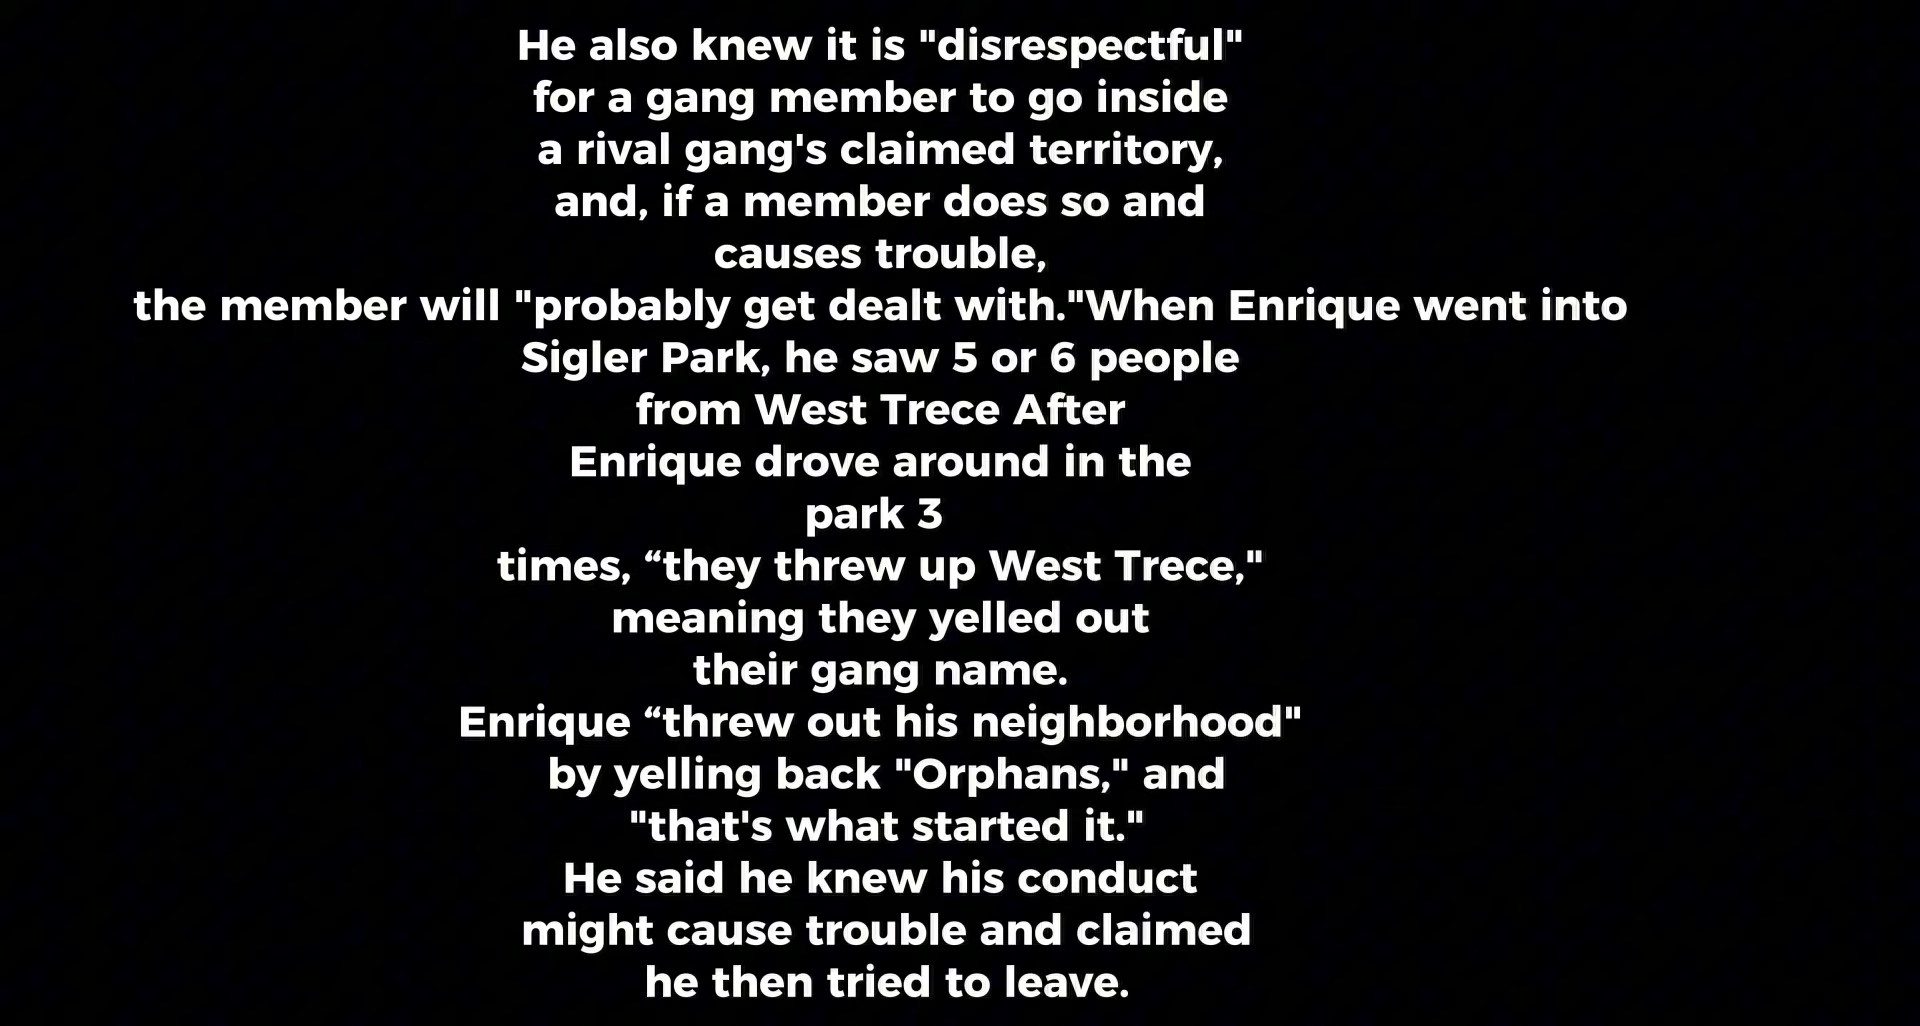 He also knew it is "disrespectful"
for a gang member to go inside
a rival gang's claimed territory,
and, if a member does so and
causes trouble,
the member will "probably get dealt with."When Enrique went into
Sigler Park, he saw 5 or 6 people
from West Trece After
Enrique drove around in the
park 3
times, “they threw up West Trece,"
meaning they yelled out
their gang name.
Enrique “threw out his neighborhood"
by yelling back "Orphans," and
"that's what started it."
He said he knew his conduct
might cause trouble and claimed
he then tried to leave.